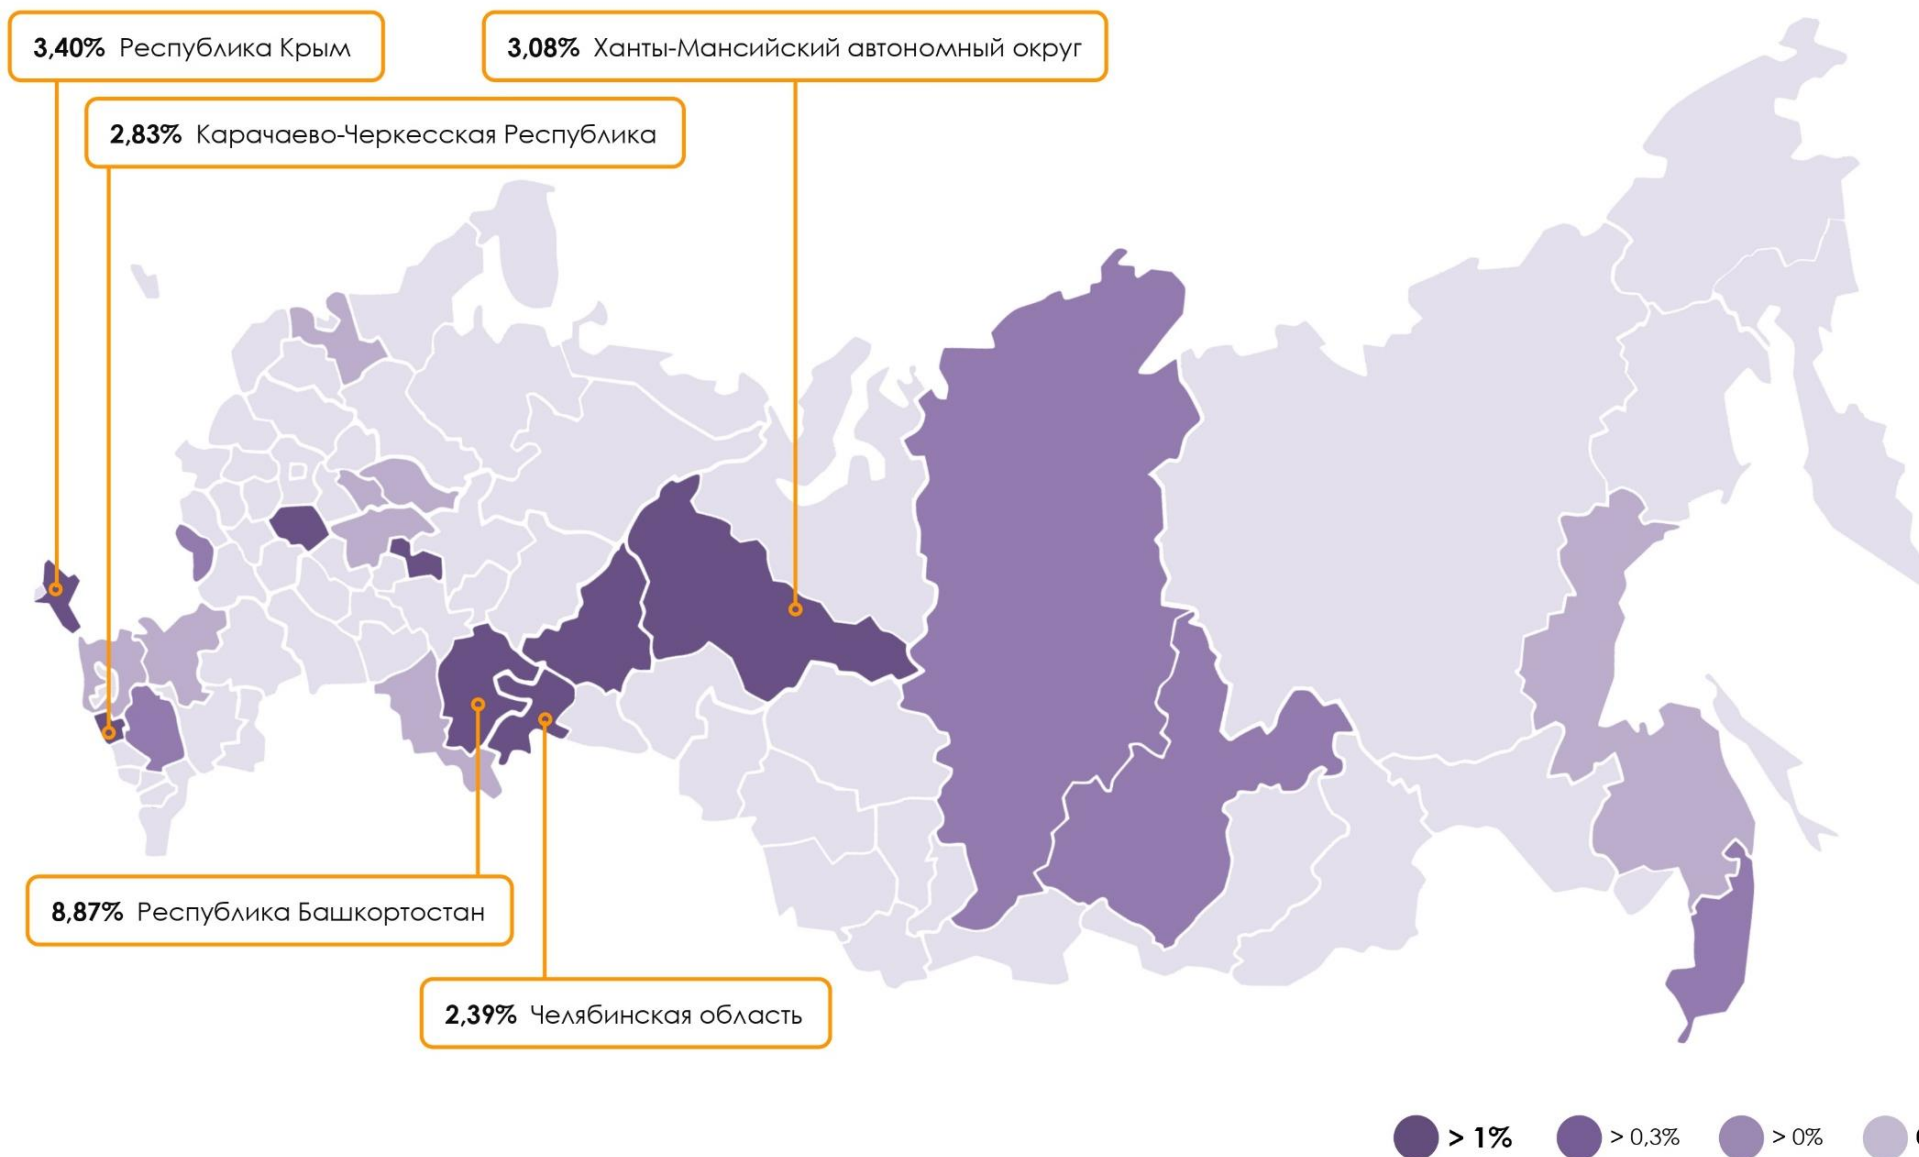 3,40% Республика Крым
3,08% Ханты-Мансийский автономный округ
2,83% Карачаево-Черкесская Республика
8,87% Республика Башкортостан
2,39% Челябинская область
> 1% > 0,3% > 0%